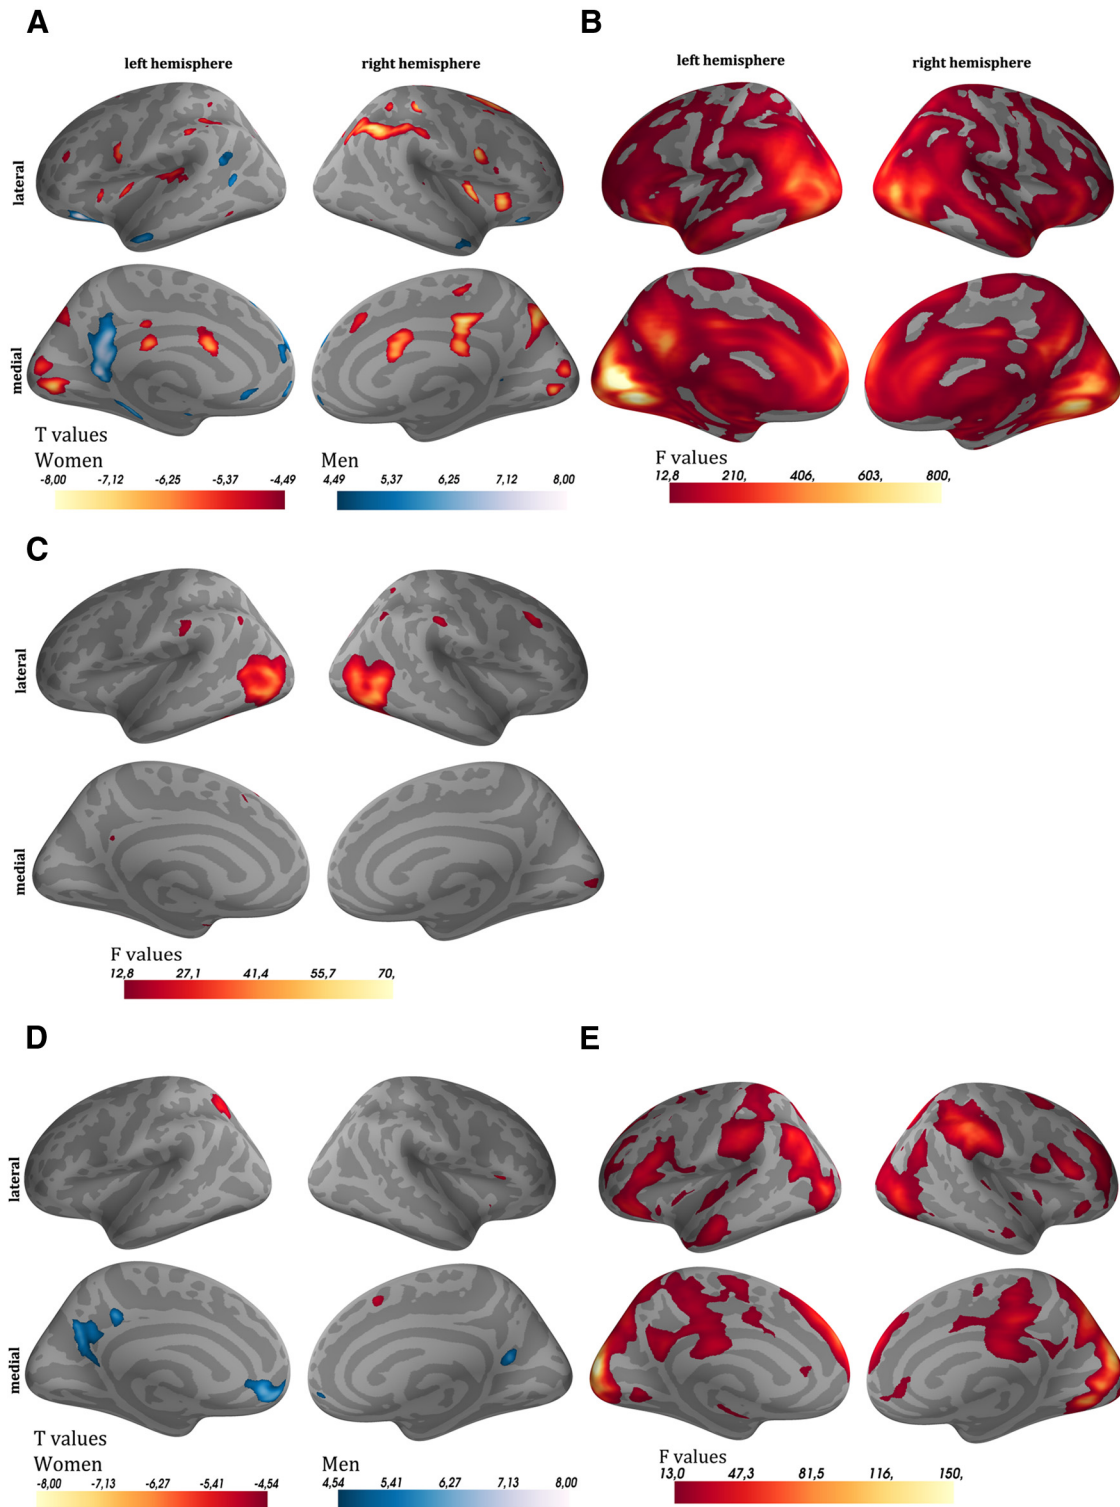 A
B
left hemisphere
right hemisphere
left hemisphere
right hemisphere
lateral
medial
T values
Women
-8,00 -7,12 -6,25 -5,37 -4,49
Men
4,49 5,37 6,25 7,12 8,00
F values
12,8 210, 406, 603, 800,
C
lateral
medial
F values
12,8 27,1 41,4 55,7 70,
D
E
lateral
medial
T values
Women
-8,00 -7,13 -6,27 -5,41 -4,54
Men
4,54 5,41 6,27 7,13 8,00
F values
13,0 47,3 81,5 116, 150,